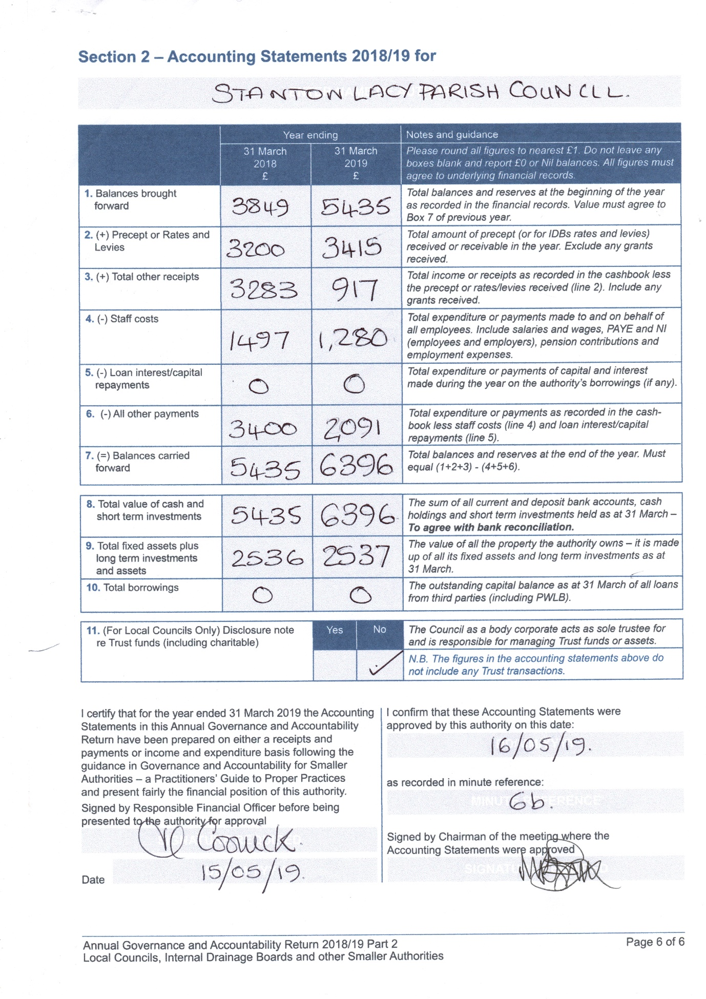 Section 2 – Accounting Statements 2018/19 for
STANTON LACY PARISH COUNCIL.
Year ending
Notes and guidance
31 March
2018
£
31 March
2019
£
Please round all figures to nearest £1. Do not leave any
boxes blank and report £0 or Nil balances. All figures must
agree to underlying financial records.
1. Balances brought
forward
3849
5435
Total balances and reserves at the beginning of the year
as recorded in the financial records. Value must agree to
Box 7 of previous year.
2. (+) Precept or Rates and
Levies
3200
3415
Total amount of precept (or for IDBs rates and levies)
received or receivable in the year. Exclude any grants
received.
3. (+) Total other receipts
3283
917
Total income or receipts as recorded in the cashbook less
the precept or rates/levies received (line 2). Include any
grants received.
4. (-) Staff costs
1497
1,280
Total expenditure or payments made to and on behalf of
all employees. Include salaries and wages, PAYE and NI
(employees and employers), pension contributions and
employment expenses.
5. (-) Loan interest/capital
repayments
0
0
Total expenditure or payments of capital and interest
made during the year on the authority's borrowings (if any).
6. (-) All other payments
3400
2,091
Total expenditure or payments as recorded in the cash-
book less staff costs (line 4) and loan interest/capital
repayments (line 5).
7. (=) Balances carried
forward
5435
6396
Total balances and reserves at the end of the year. Must
equal (1+2+3) - (4+5+6).
8. Total value of cash and
short term investments
5435
6396
The sum of all current and deposit bank accounts, cash
holdings and short term investments held as at 31 March –
To agree with bank reconciliation.
9. Total fixed assets plus
long term investments
and assets
2536
2537
The value of all the property the authority owns – it is made
up of all its fixed assets and long term investments as at
31 March.
10. Total borrowings
0
0
The outstanding capital balance as at 31 March of all loans
from third parties (including PWLB).
11. (For Local Councils Only) Disclosure note
re Trust funds (including charitable)
Yes
No
The Council as a body corporate acts as sole trustee for
and is responsible for managing Trust funds or assets.
N.B. The figures in the accounting statements above do
not include any Trust transactions.
I certify that for the year ended 31 March 2019 the Accounting
Statements in this Annual Governance and Accountability
Return have been prepared on either a receipts and
payments or income and expenditure basis following the
guidance in Governance and Accountability for Smaller
Authorities – a Practitioners' Guide to Proper Practices
and present fairly the financial position of this authority.
Signed by Responsible Financial Officer before being
presented to the authority for approval
Date
15/05/19.
I confirm that these Accounting Statements were
approved by this authority on this date:
16/05/19.
as recorded in minute reference:
6b.
Signed by Chairman of the meeting where the
Accounting Statements were approved
Annual Governance and Accountability Return 2018/19 Part 2
Local Councils, Internal Drainage Boards and other Smaller Authorities
Page 6 of 6